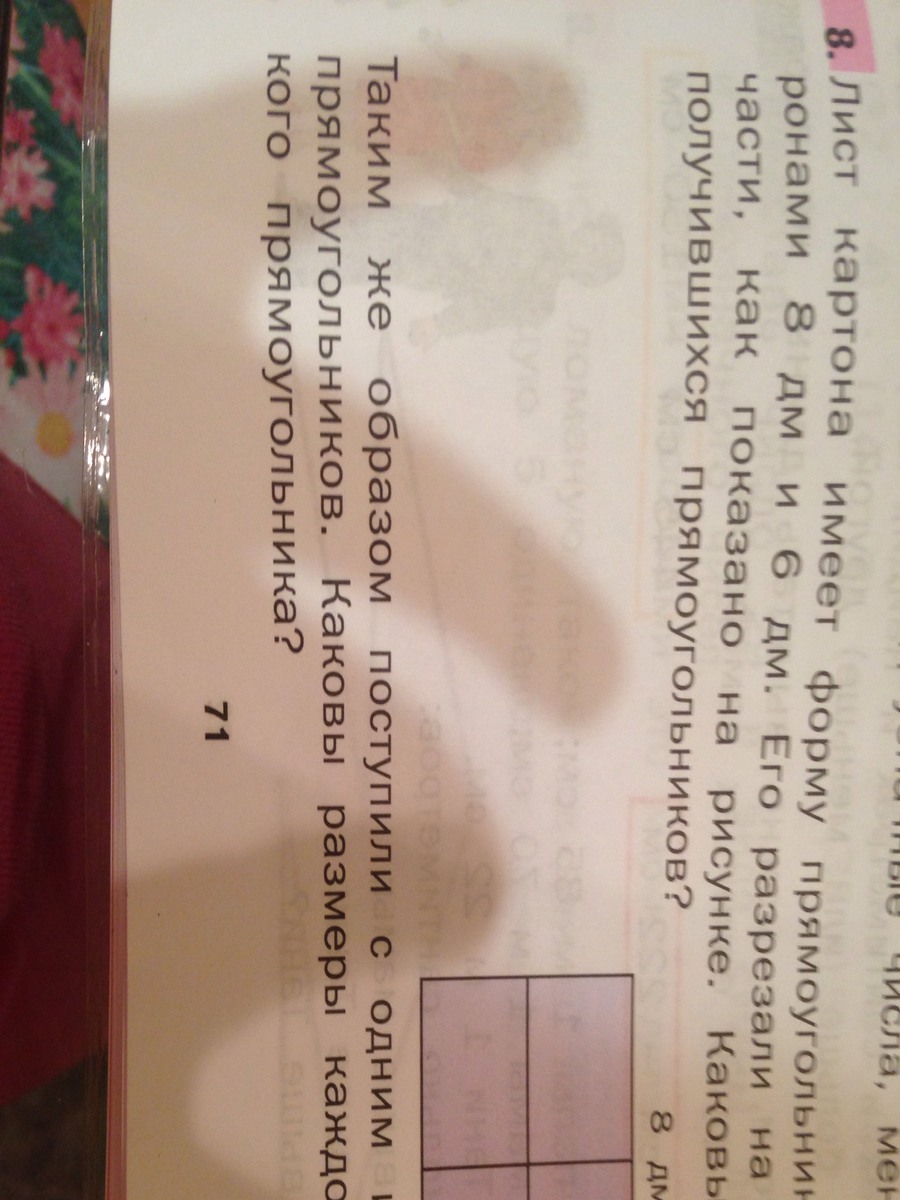 числа,
8. Лист картона имеет форму прямоугольни
ронами 8 дм и 6 дм. Его разрезали на
части, как показано на рисунке. Каковы
получившихся прямоугольников?
8 дм
Таким же образом поступили с одним и
прямоугольников. Каковы размеры каждо
кого прямоугольника?
71